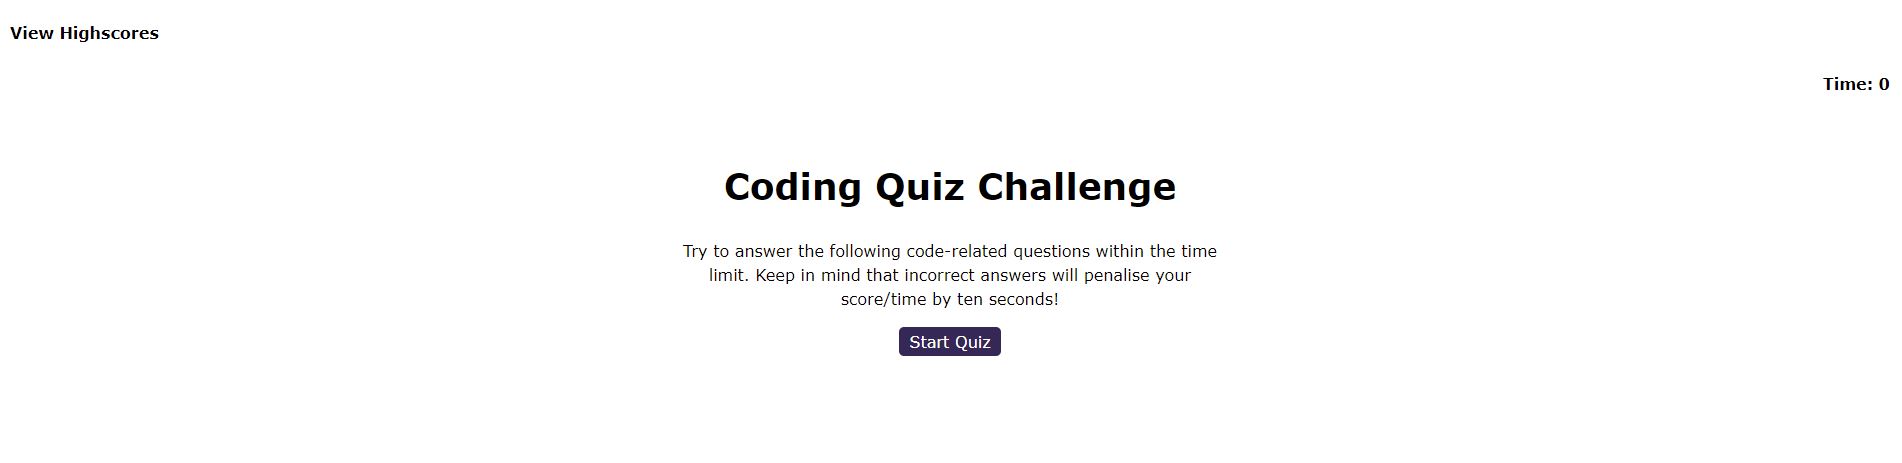 View Highscores
Time: 0
Coding Quiz Challenge
Try to answer the following code-related questions within the time
limit. Keep in mind that incorrect answers will penalise your
score/time by ten seconds!
Start Quiz